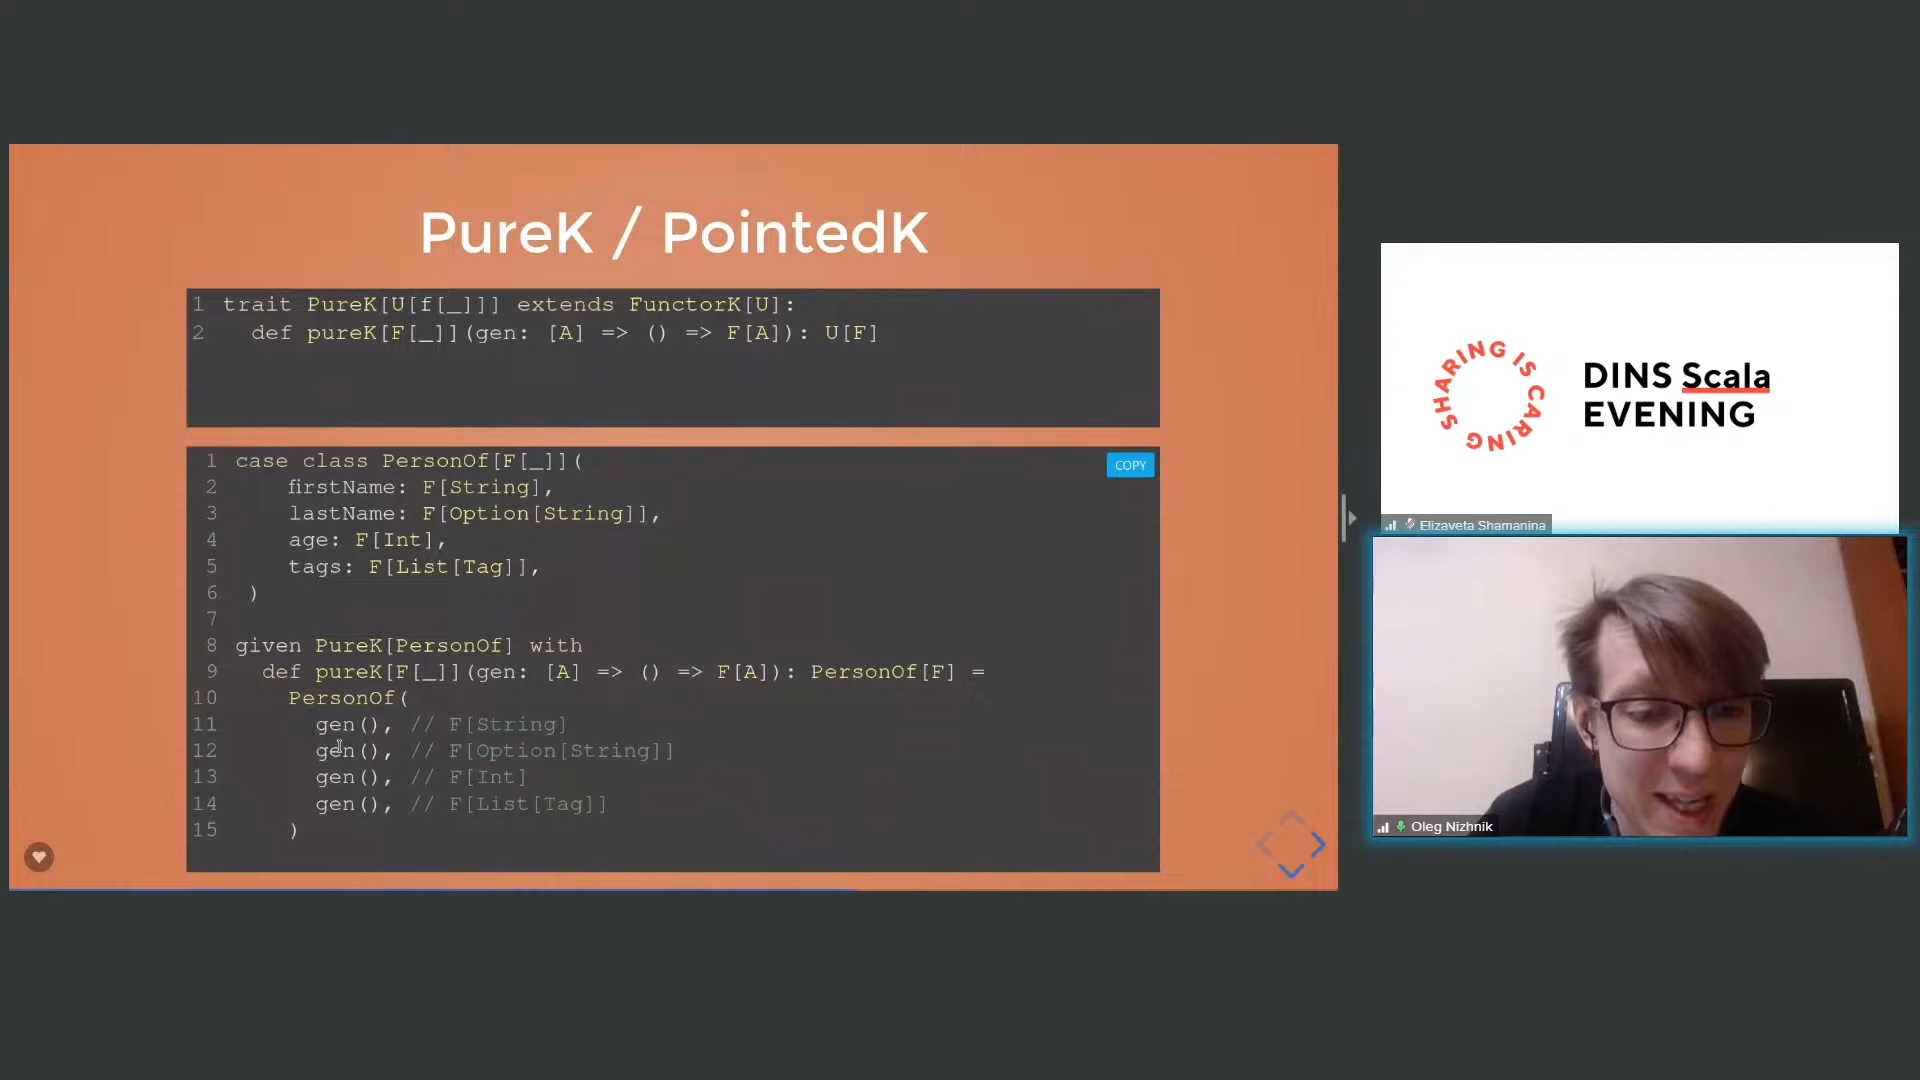 PureK / PointedK
1 trait PureK[U[f[_]]] extends FunctorK[U]:
2 def pureK[F[_]](gen: [A] => () => F[A]): U[F]
COPY
1 case class PersonOf[F[_]](
2 firstName: F[String],
3 lastName: F[Option[String]],
4 age: F[Int],
5 tags: F[List[Tag]],
6 )
7
8 given PureK[PersonOf] with
9 def pureK[F[_]](gen: [A] => () => F[A]): PersonOf[F] =
10 PersonOf(
11 gen(), // F[String]
12 gen(), // F[Option[String]]
13 gen(), // F[Int]
14 gen(), // F[List[Tag]]
15 )
SHARING IS CARING
DINS Scala
EVENING
Elizaveta Shamanina
Oleg Nizhnik